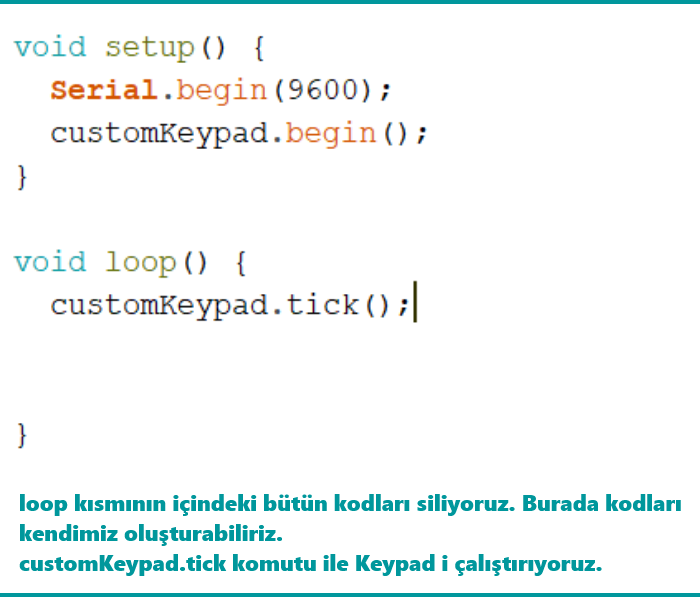 void setup() {
  Serial.begin(9600);
  customKeypad.begin();
}
void loop() {
  customKeypad.tick();
}
loop kısmının içindeki bütün kodları siliyoruz. Burada kodları
kendimiz oluşturabiliriz.
customKeypad.tick komutu ile Keypad i çalıştırıyoruz.